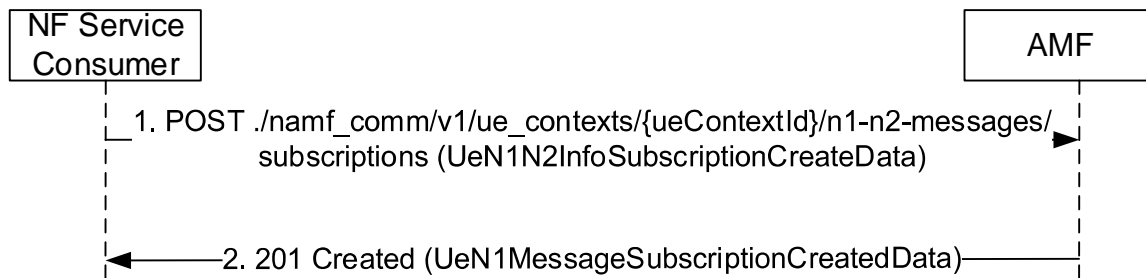 NF Service
Consumer
AMF
1. POST ./namf_comm/v1/ue_contexts/{ueContextId}/n1-n2-messages/
subscriptions (UeN1N2InfoSubscriptionCreateData)
2. 201 Created (UeN1MessageSubscriptionCreatedData)